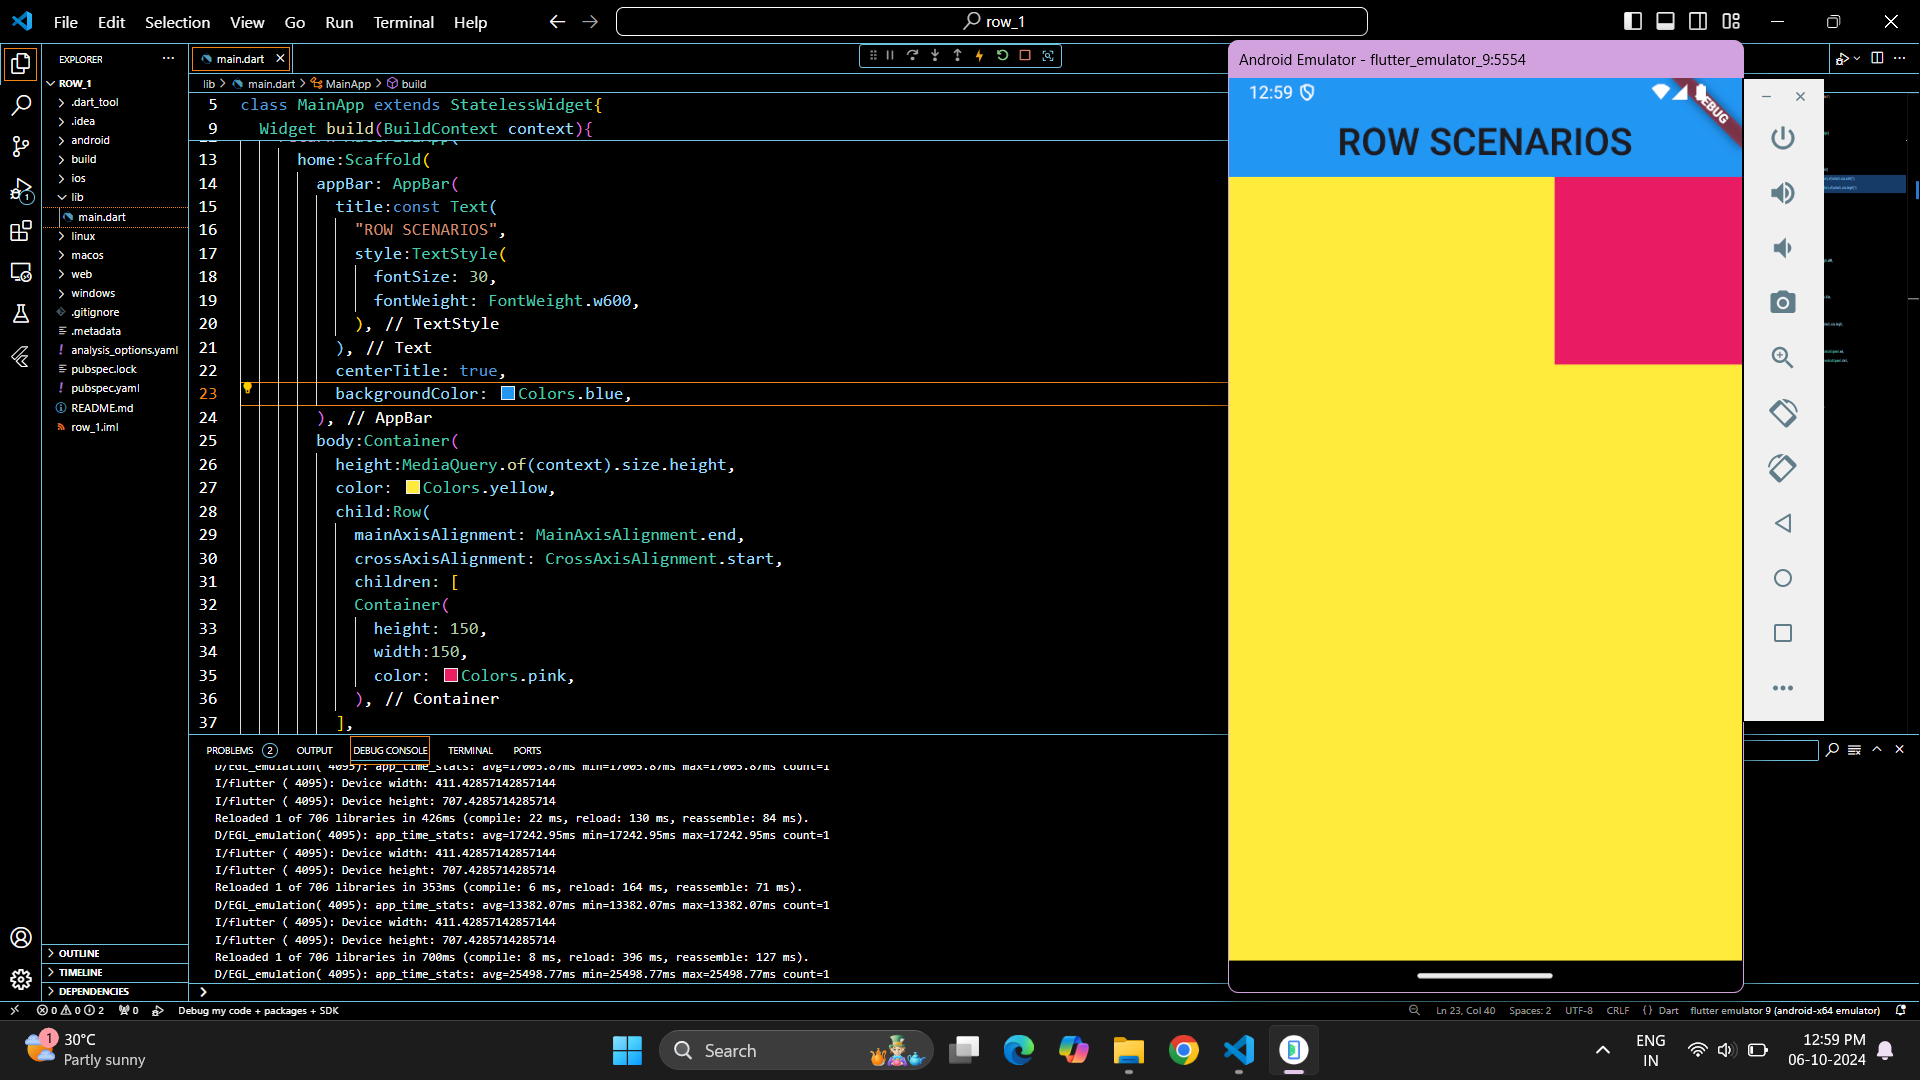 File Edit Selection View Go Run Terminal Help
row_1
EXPLORER
ROW_1
.dart_tool
.idea
android
build
ios
lib
main.dart
linux
macos
web
windows
.gitignore
.metadata
analysis_options.yaml
pubspec.lock
pubspec.yaml
README.md
row_1.iml
OUTLINE
TIMELINE
DEPENDENCIES
main.dart
lib > main.dart > MainApp > build
5 class MainApp extends StatelessWidget{
9 Widget build(BuildContext context){
13 home:Scaffold(
14 appBar: AppBar(
15 title:const Text(
16 "ROW SCENARIOS",
17 style:TextStyle(
18 fontSize: 30,
19 fontWeight: FontWeight.w600,
20 ), // TextStyle
21 ), // Text
22 centerTitle: true,
23 backgroundColor: Colors.blue,
24 ), // AppBar
25 body:Container(
26 height:MediaQuery.of(context).size.height,
27 color: Colors.yellow,
28 child:Row(
29 mainAxisAlignment: MainAxisAlignment.end,
30 crossAxisAlignment: CrossAxisAlignment.start,
31 children: [
32 Container(
33 height: 150,
34 width:150,
35 color: Colors.pink,
36 ), // Container
37 ],
PROBLEMS 2 OUTPUT DEBUG CONSOLE TERMINAL PORTS
D/EGL_emulation( 4095): app_time_stats: avg=17005.87ms min=17005.87ms max=17005.87ms count=1
I/flutter ( 4095): Device width: 411.42857142857144
I/flutter ( 4095): Device height: 707.4285714285714
Reloaded 1 of 706 libraries in 426ms (compile: 22 ms, reload: 130 ms, reassemble: 84 ms).
D/EGL_emulation( 4095): app_time_stats: avg=17242.95ms min=17242.95ms max=17242.95ms count=1
I/flutter ( 4095): Device width: 411.42857142857144
I/flutter ( 4095): Device height: 707.4285714285714
Reloaded 1 of 706 libraries in 353ms (compile: 6 ms, reload: 164 ms, reassemble: 71 ms).
D/EGL_emulation( 4095): app_time_stats: avg=13382.07ms min=13382.07ms max=13382.07ms count=1
I/flutter ( 4095): Device width: 411.42857142857144
I/flutter ( 4095): Device height: 707.4285714285714
Reloaded 1 of 706 libraries in 700ms (compile: 8 ms, reload: 396 ms, reassemble: 127 ms).
D/EGL_emulation( 4095): app_time_stats: avg=25498.77ms min=25498.77ms max=25498.77ms count=1
Android Emulator - flutter_emulator_9:5554
12:59
DEBUG
ROW SCENARIOS
0 0 2 0 Debug my code + packages + SDK
Ln 23, Col 40 Spaces: 2 UTF-8 CRLF {} Dart flutter emulator 9 (android-x64 emulator)
1
30°C
Partly sunny
Search
ENG
IN
12:59 PM
06-10-2024